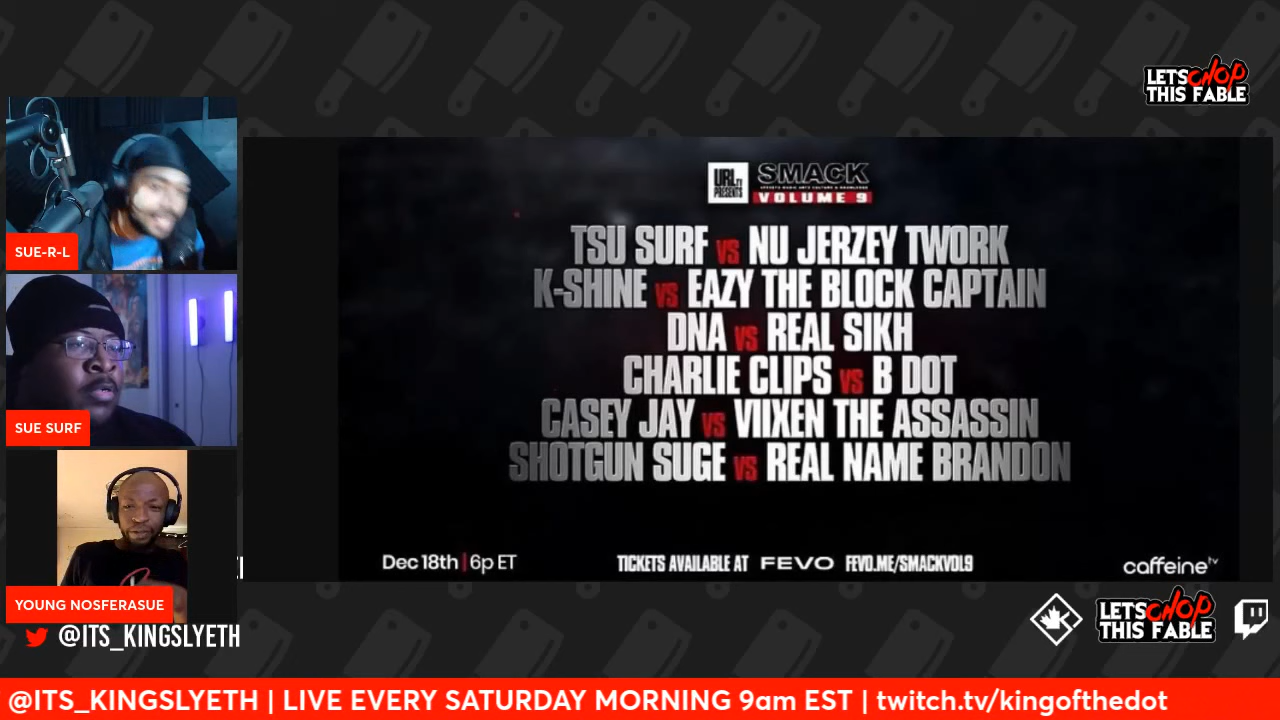 LETS CHOP
THIS FABLE
SUE-R-L
SUE SURF
YOUNG NOSFERASUE
@ITS_KINGSLYETH
URLTV
PRESENTS
SMACK
VOLUME 9
TSU SURF VS NU JERZEY TWORK
K-SHINE VS EAZY THE BLOCK CAPTAIN
DNA VS REAL SIKH
CHARLIE CLIPS VS B DOT
CASEY JAY VS VIIXEN THE ASSASSIN
SHOTGUN SUGE VS REAL NAME BRANDON
Dec 18th | 6p ET
TICKETS AVAILABLE AT FEVO FEVO.ME/SMACKVOL9
caffeine tv
LETS CHOP
THIS FABLE
@ITS_KINGSLYETH | LIVE EVERY SATURDAY MORNING 9am EST | twitch.tv/kingofthedot